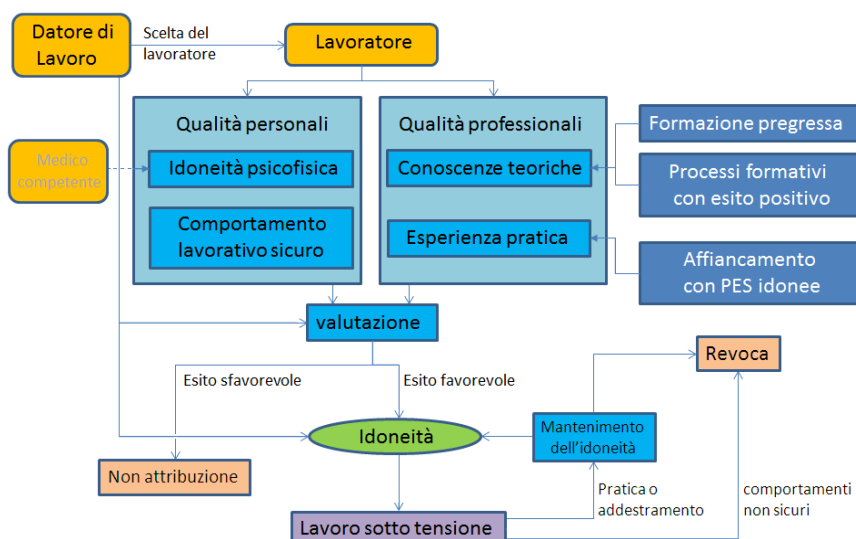 Datore di
Lavoro
Scelta del
lavoratore
Lavoratore
Qualità personali
Qualità professionali
Formazione pregressa
Medico
competente
Idoneità psicofisica
Conoscenze teoriche
Processi formativi
con esito positivo
Comportamento
lavorativo sicuro
Esperienza pratica
Affiancamento
con PES idonee
valutazione
Revoca
Esito sfavorevole
Esito favorevole
Idoneità
Mantenimento
dell'idoneità
Non attribuzione
Pratica o
addestramento
comportamenti
non sicuri
Lavoro sotto tensione